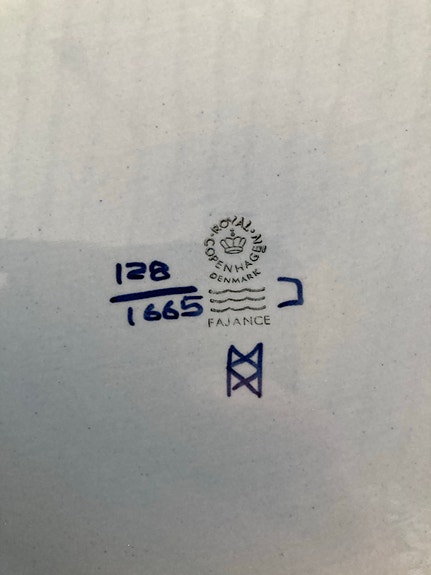 ROYAL
COPENHAGEN
DENMARK
128
1665
FAJANCE